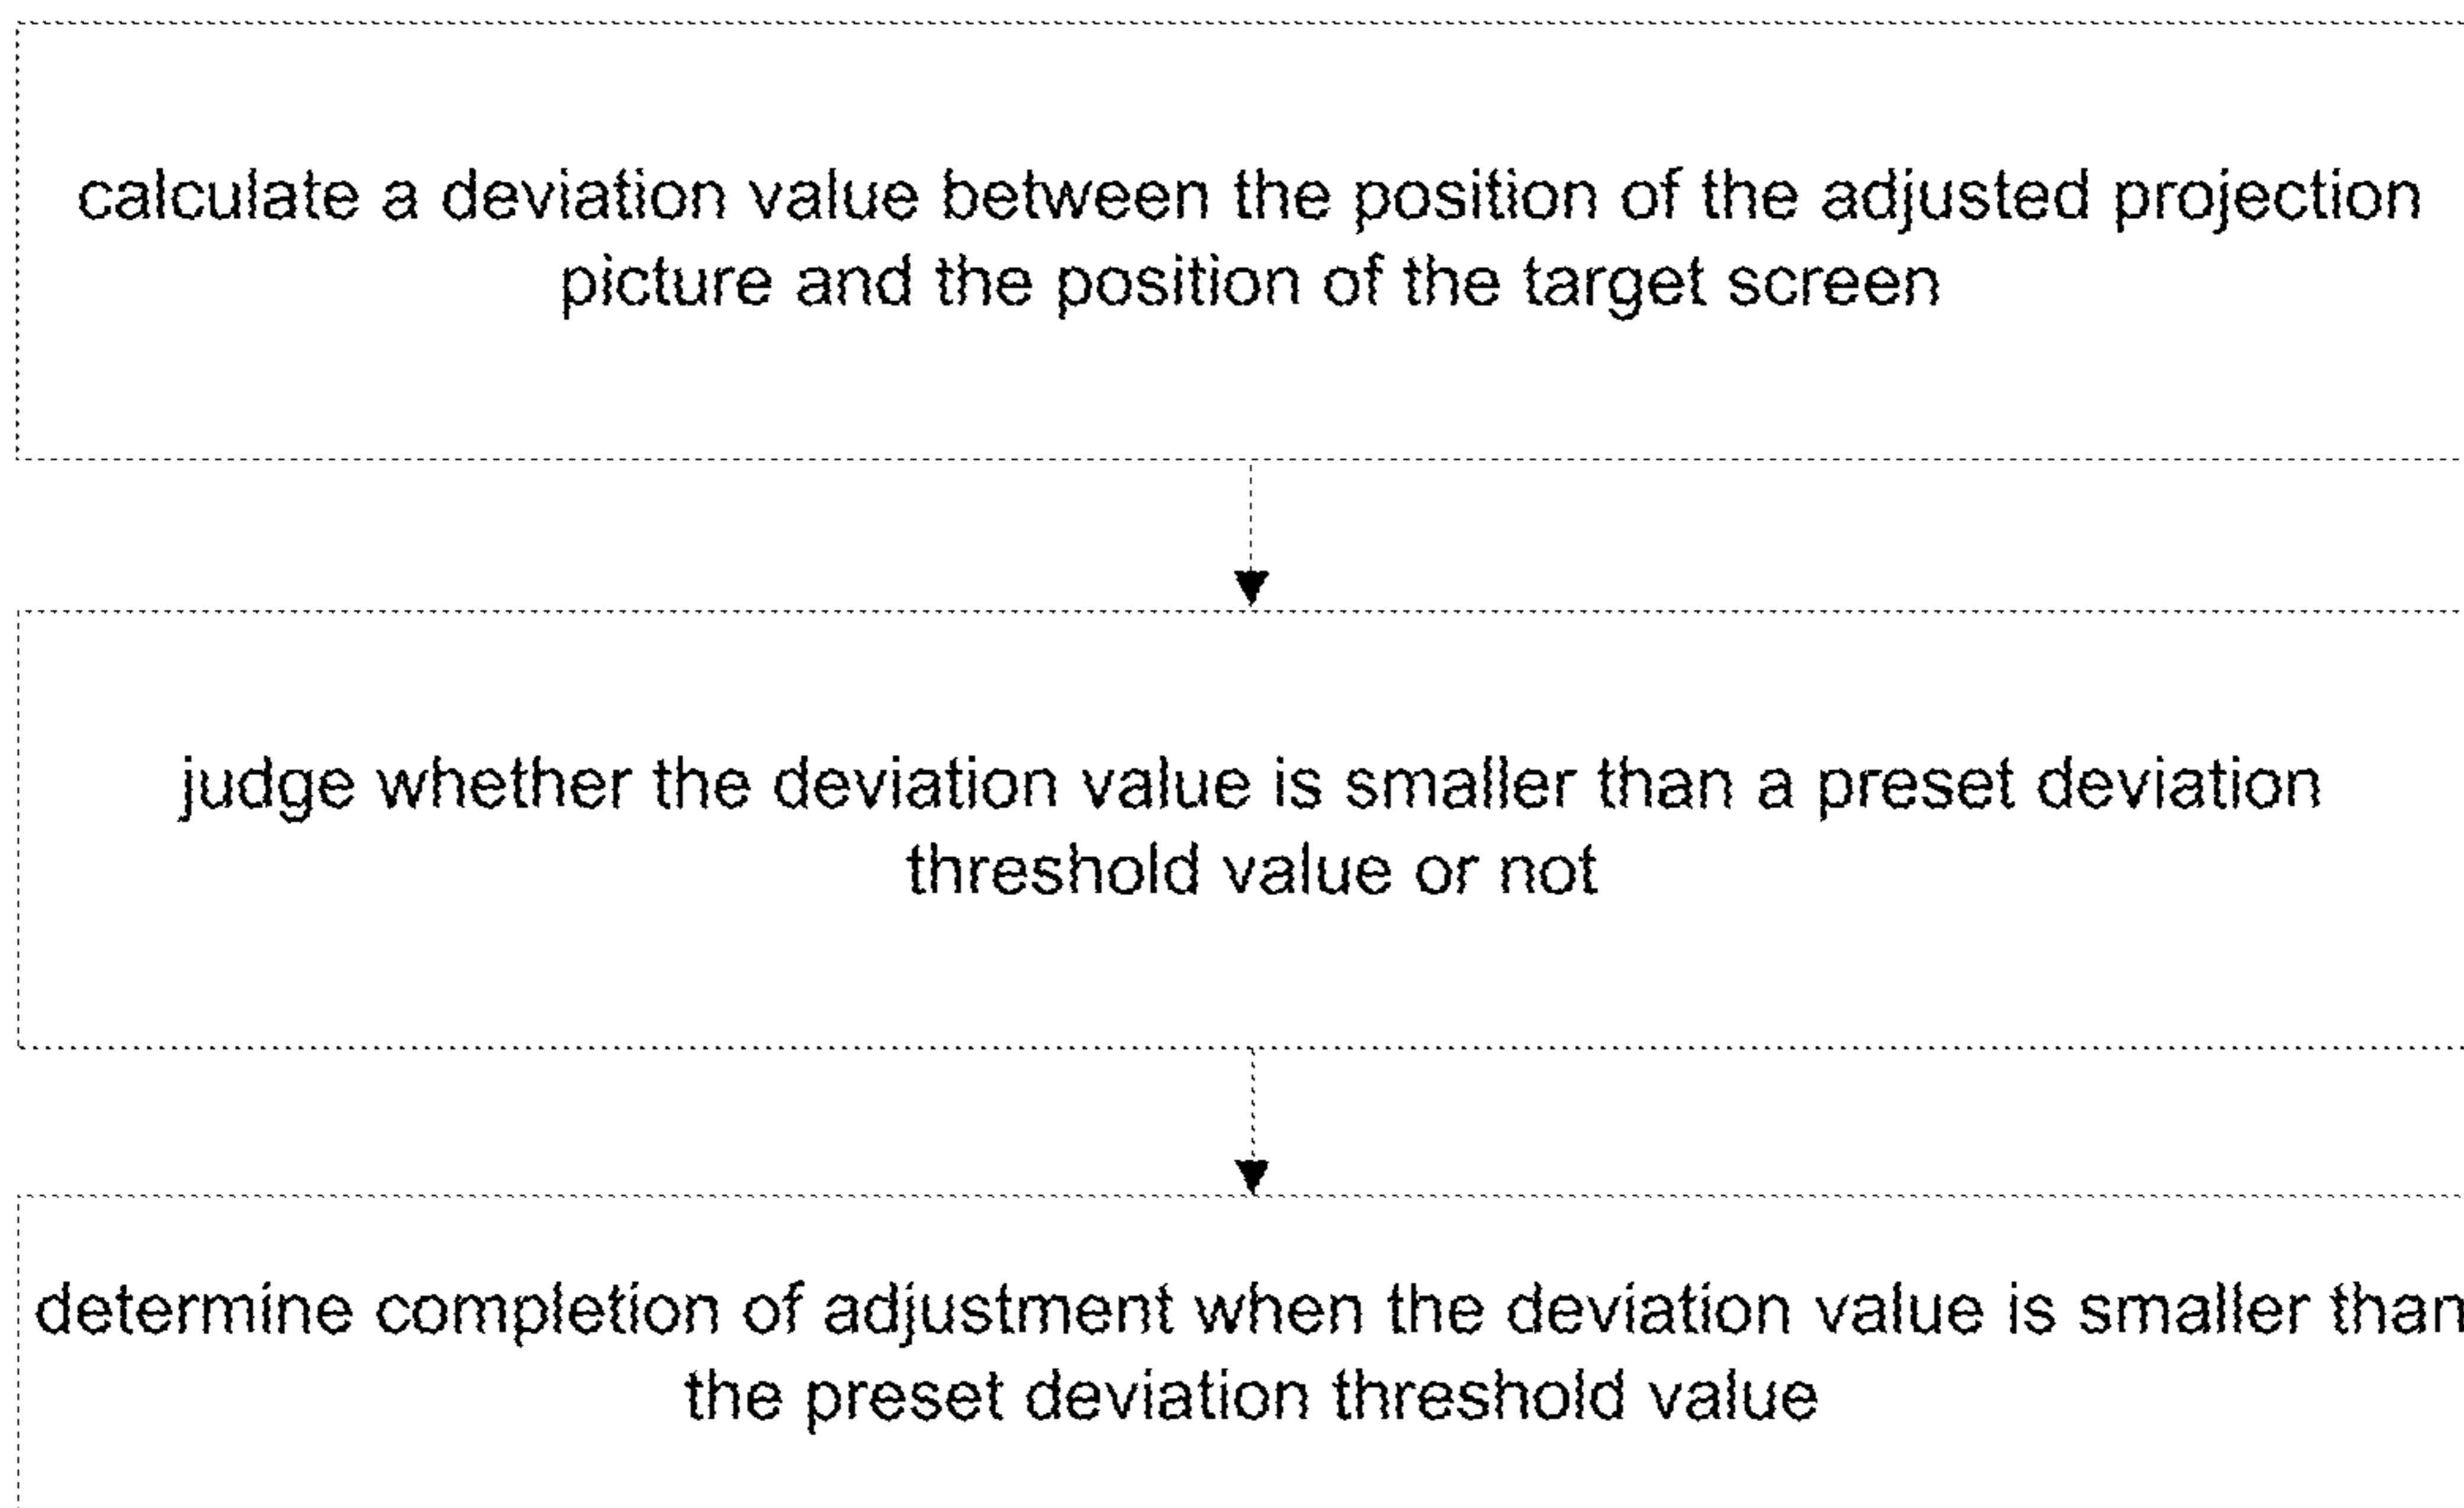 calculate a deviation value between the position of the adjusted projection
picture and the position of the target screen
judge whether the deviation value is smaller than a preset deviation
threshold value or not
determine completion of adjustment when the deviation value is smaller than
the preset deviation threshold value